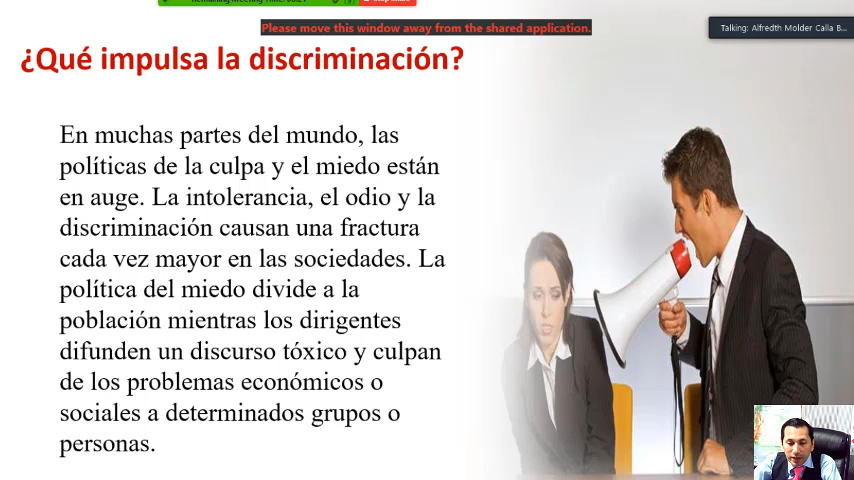 Please move this window away from the shared application.
Talking: Alfredth Molder Calla B...
¿Qué impulsa la discriminación?
En muchas partes del mundo, las
políticas de la culpa y el miedo están
en auge. La intolerancia, el odio y la
discriminación causan una fractura
cada vez mayor en las sociedades. La
política del miedo divide a la
población mientras los dirigentes
difunden un discurso tóxico y culpan
de los problemas económicos o
sociales a determinados grupos o
personas.